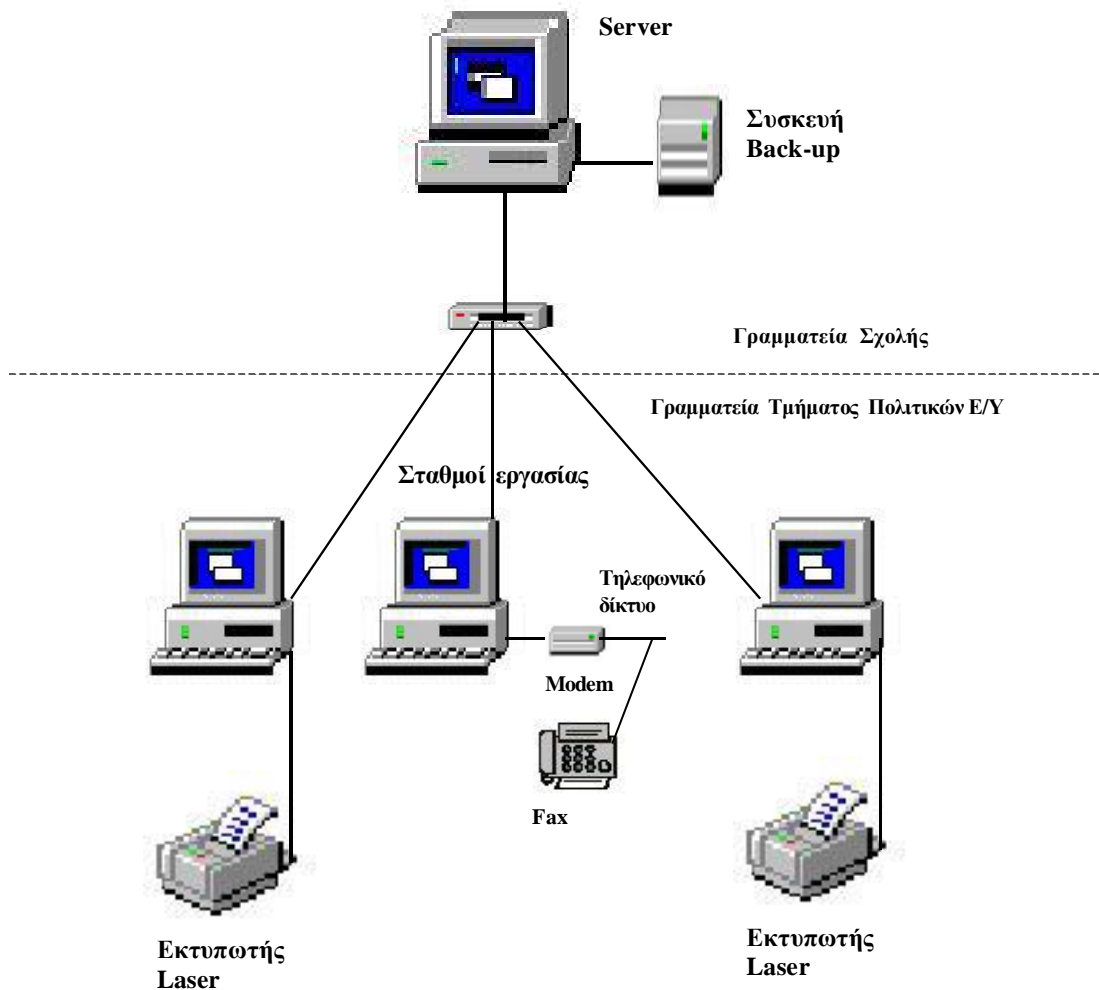 Server
Συσκευή
Back-up
Γραμματεία Σχολής
Γραμματεία Τμήματος Πολιτικών Ε/Υ
Σταθμοί εργασίας
Τηλεφωνικό
δίκτυο
Modem
Fax
Εκτυπωτής
Laser
Εκτυπωτής
Laser